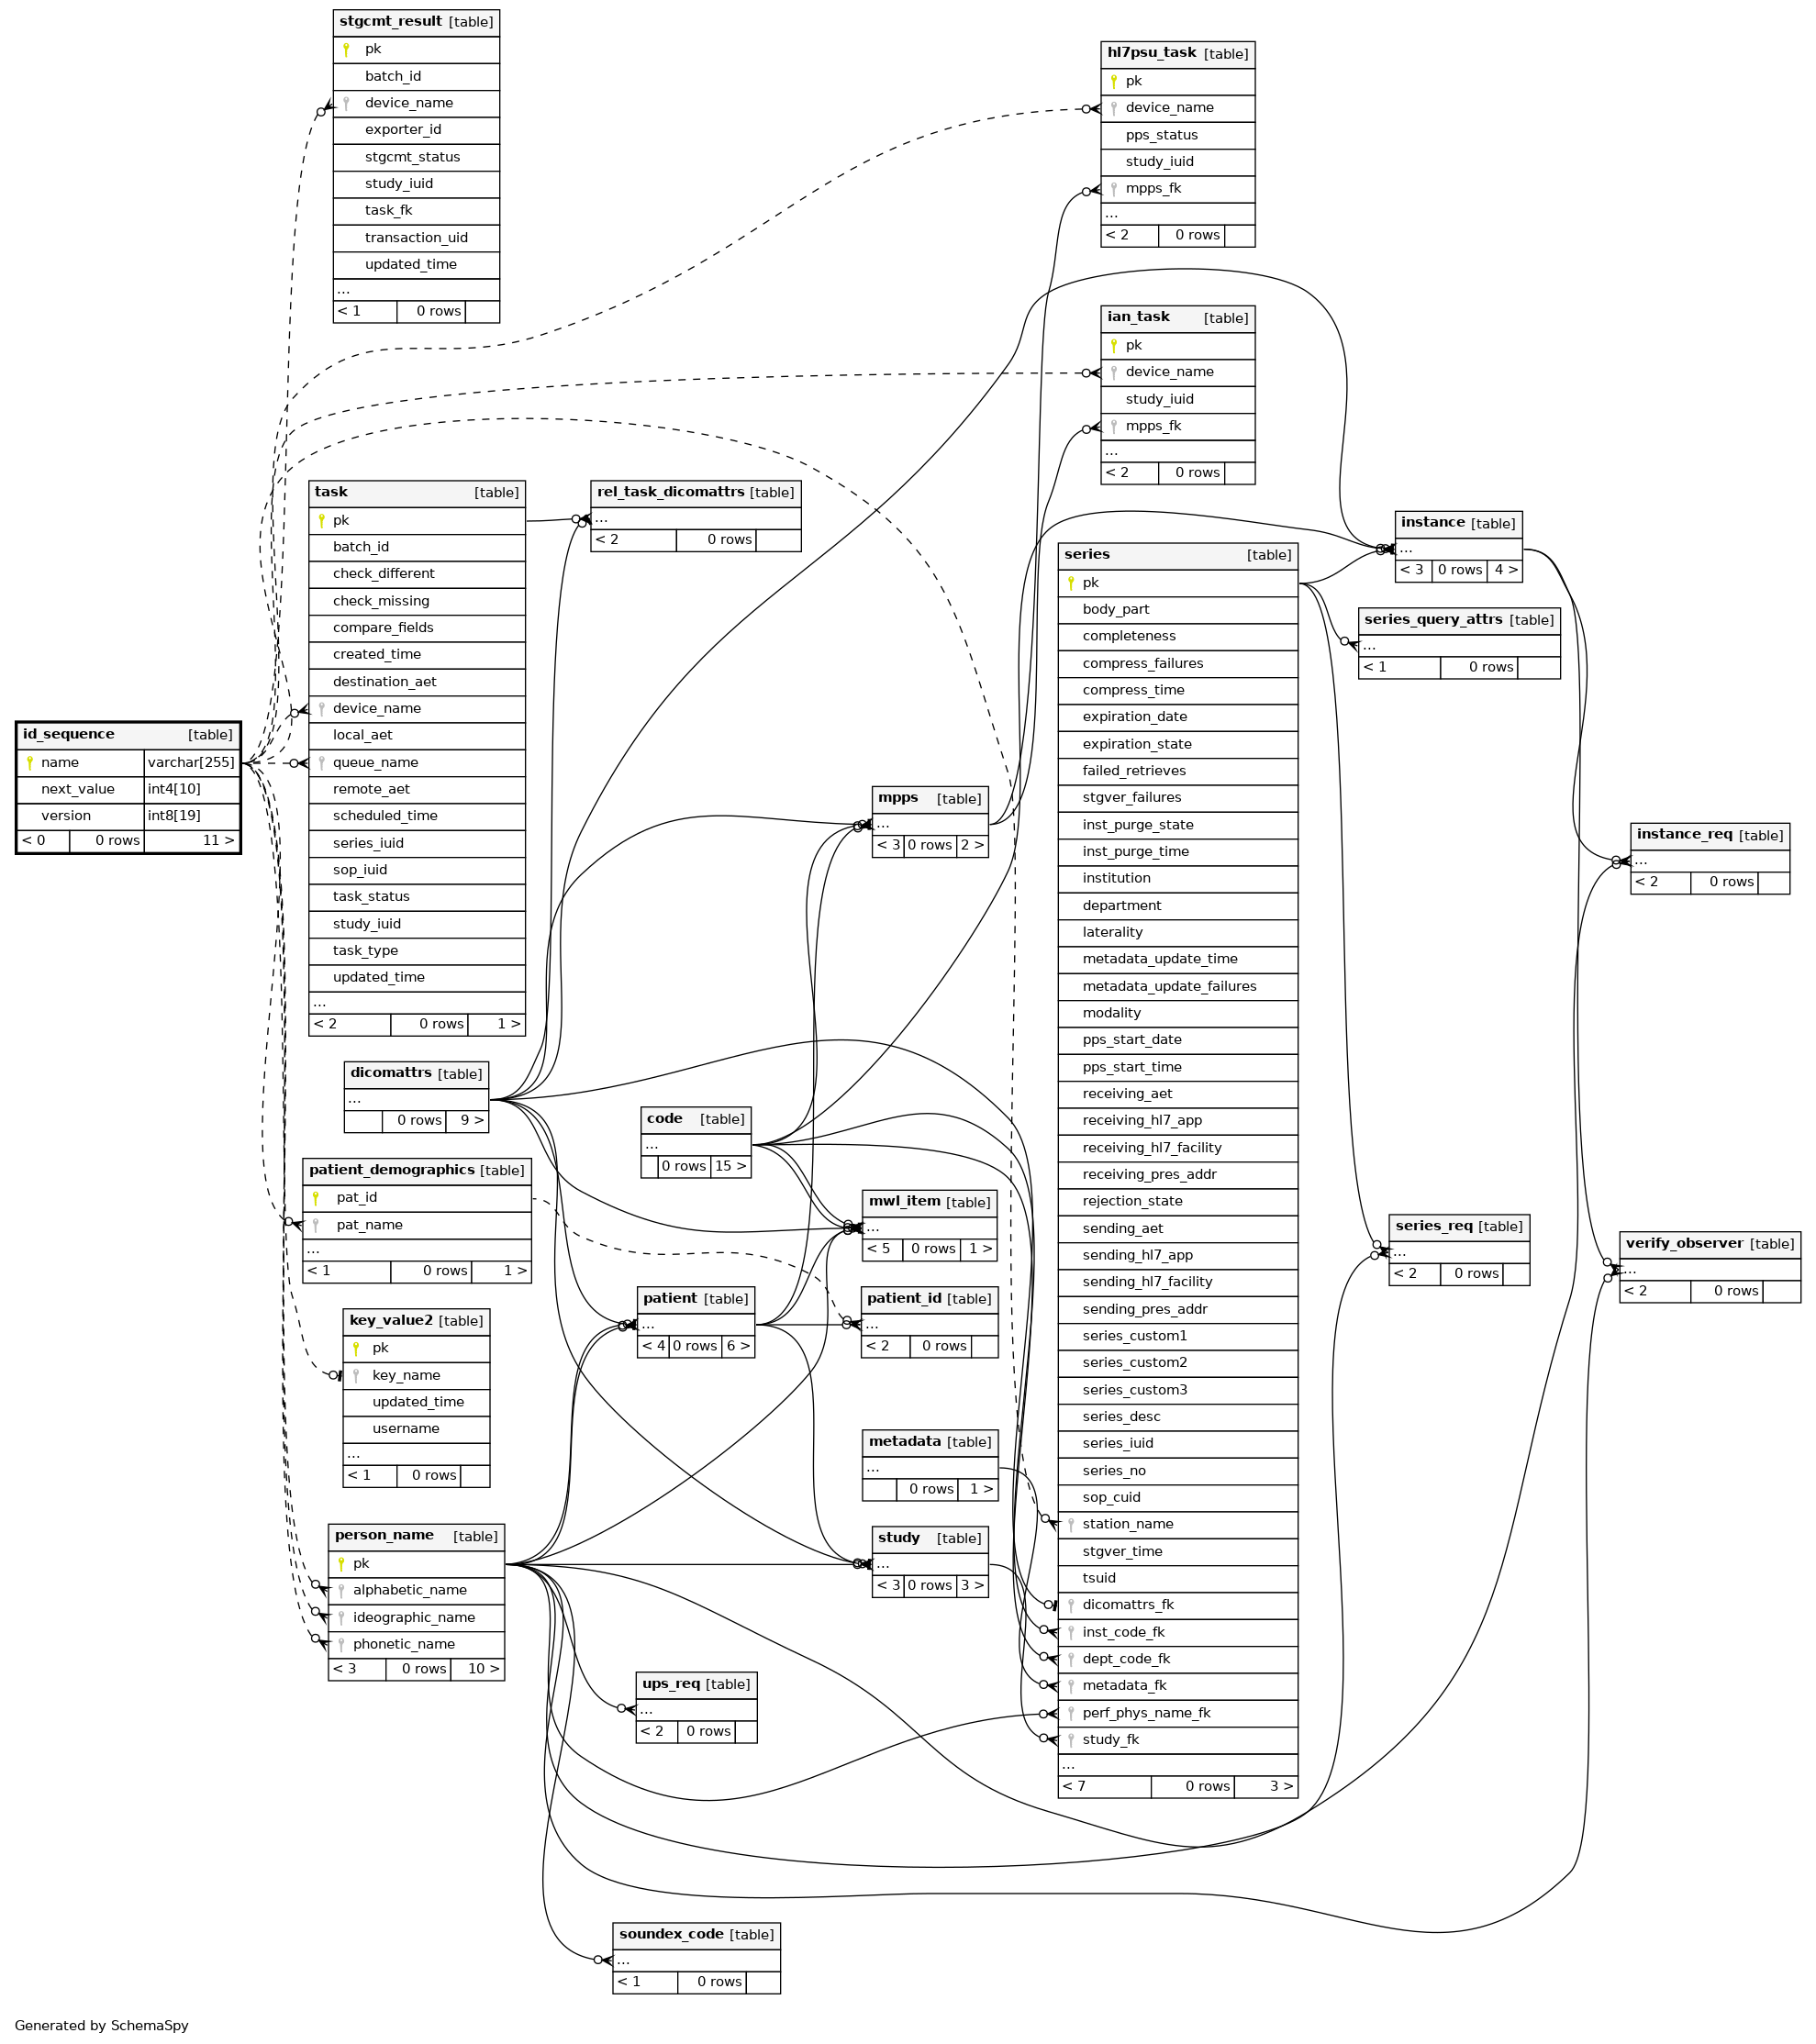 stgcmt_result [table]
pk
batch_id
device_name
exporter_id
stgcmt_status
study_iuid
task_fk
transaction_uid
updated_time
...
< 1 0 rows
hl7psu_task [table]
pk
device_name
pps_status
study_iuid
mpps_fk
...
< 2 0 rows
ian_task [table]
pk
device_name
study_iuid
mpps_fk
...
< 2 0 rows
task [table]
pk
batch_id
check_different
check_missing
compare_fields
created_time
destination_aet
device_name
local_aet
queue_name
remote_aet
scheduled_time
series_iuid
sop_iuid
task_status
study_iuid
task_type
updated_time
...
< 2 0 rows 1 >
rel_task_dicomattrs [table]
...
< 2 0 rows
instance [table]
...
< 3 0 rows 4 >
series [table]
pk
body_part
completeness
compress_failures
compress_time
expiration_date
expiration_state
failed_retrieves
stgver_failures
inst_purge_state
inst_purge_time
institution
department
laterality
metadata_update_time
metadata_update_failures
modality
pps_start_date
pps_start_time
receiving_aet
receiving_hl7_app
receiving_hl7_facility
receiving_pres_addr
rejection_state
sending_aet
sending_hl7_app
sending_hl7_facility
sending_pres_addr
series_custom1
series_custom2
series_custom3
series_desc
series_iuid
series_no
sop_cuid
station_name
stgver_time
tsuid
dicomattrs_fk
inst_code_fk
dept_code_fk
metadata_fk
perf_phys_name_fk
study_fk
...
< 7 0 rows 3 >
series_query_attrs [table]
...
< 1 0 rows
id_sequence [table]
name varchar[255]
next_value int4[10]
version int8[19]
< 0 0 rows 11 >
mpps [table]
...
< 3 0 rows 2 >
instance_req [table]
...
< 2 0 rows
dicomattrs [table]
...
0 rows 9 >
code [table]
...
0 rows 15 >
patient_demographics [table]
pat_id
pat_name
...
< 1 0 rows 1 >
mwl_item [table]
...
< 5 0 rows 1 >
series_req [table]
...
< 2 0 rows
verify_observer [table]
...
< 2 0 rows
patient [table]
...
< 4 0 rows 6 >
patient_id [table]
...
< 2 0 rows
key_value2 [table]
pk
key_name
updated_time
username
...
< 1 0 rows
metadata [table]
...
0 rows 1 >
person_name [table]
pk
alphabetic_name
ideographic_name
phonetic_name
< 3 0 rows 10 >
study [table]
...
< 3 0 rows 3 >
ups_req [table]
...
< 2 0 rows
soundex_code [table]
...
< 1 0 rows
Generated by SchemaSpy